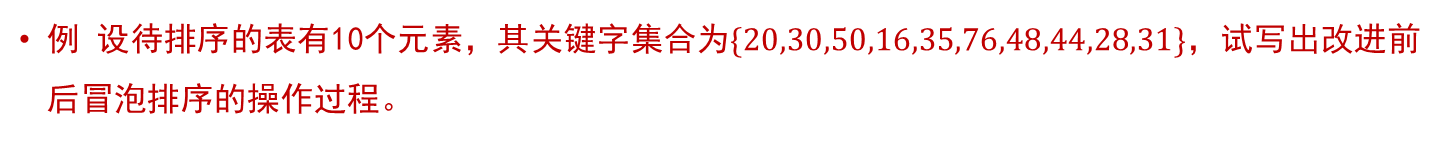 • 例 设待排序的表有10个元素，其关键字集合为{20,30,50,16,35,76,48,44,28,31}，试写出改进前
后冒泡排序的操作过程。